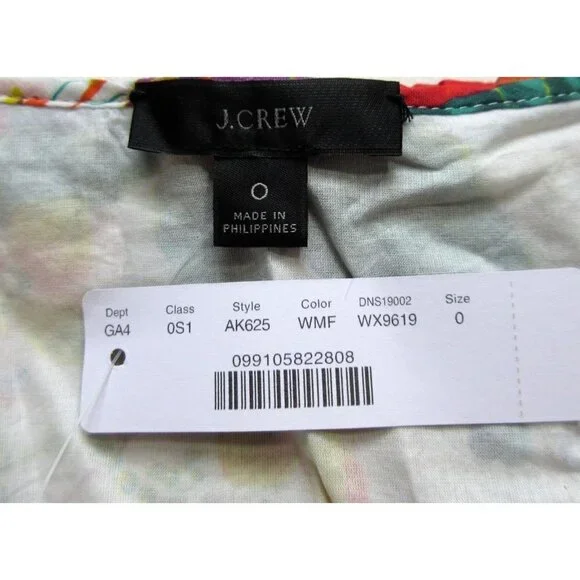 J.CREW
0
MADE IN
PHILIPPINES
Dept Class Style Color DNS19002 Size
GA4 0S1 AK625 WMF WX9619 0
099105822808